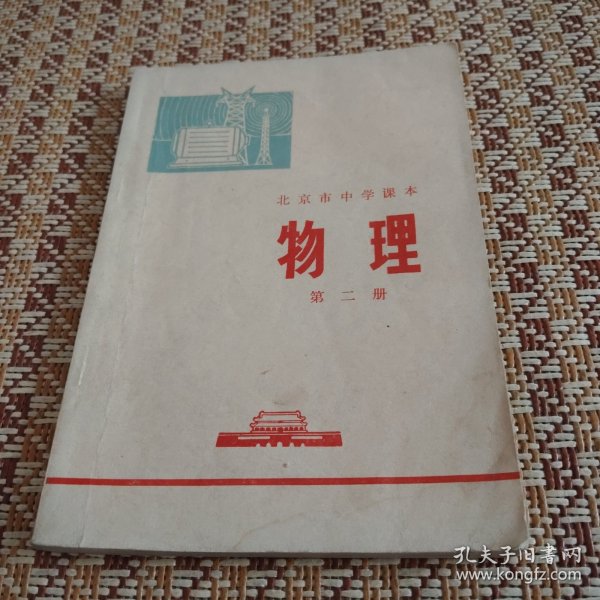 北京市中学课本
物理
第二册
孔夫子旧书网
www.kongfz.com